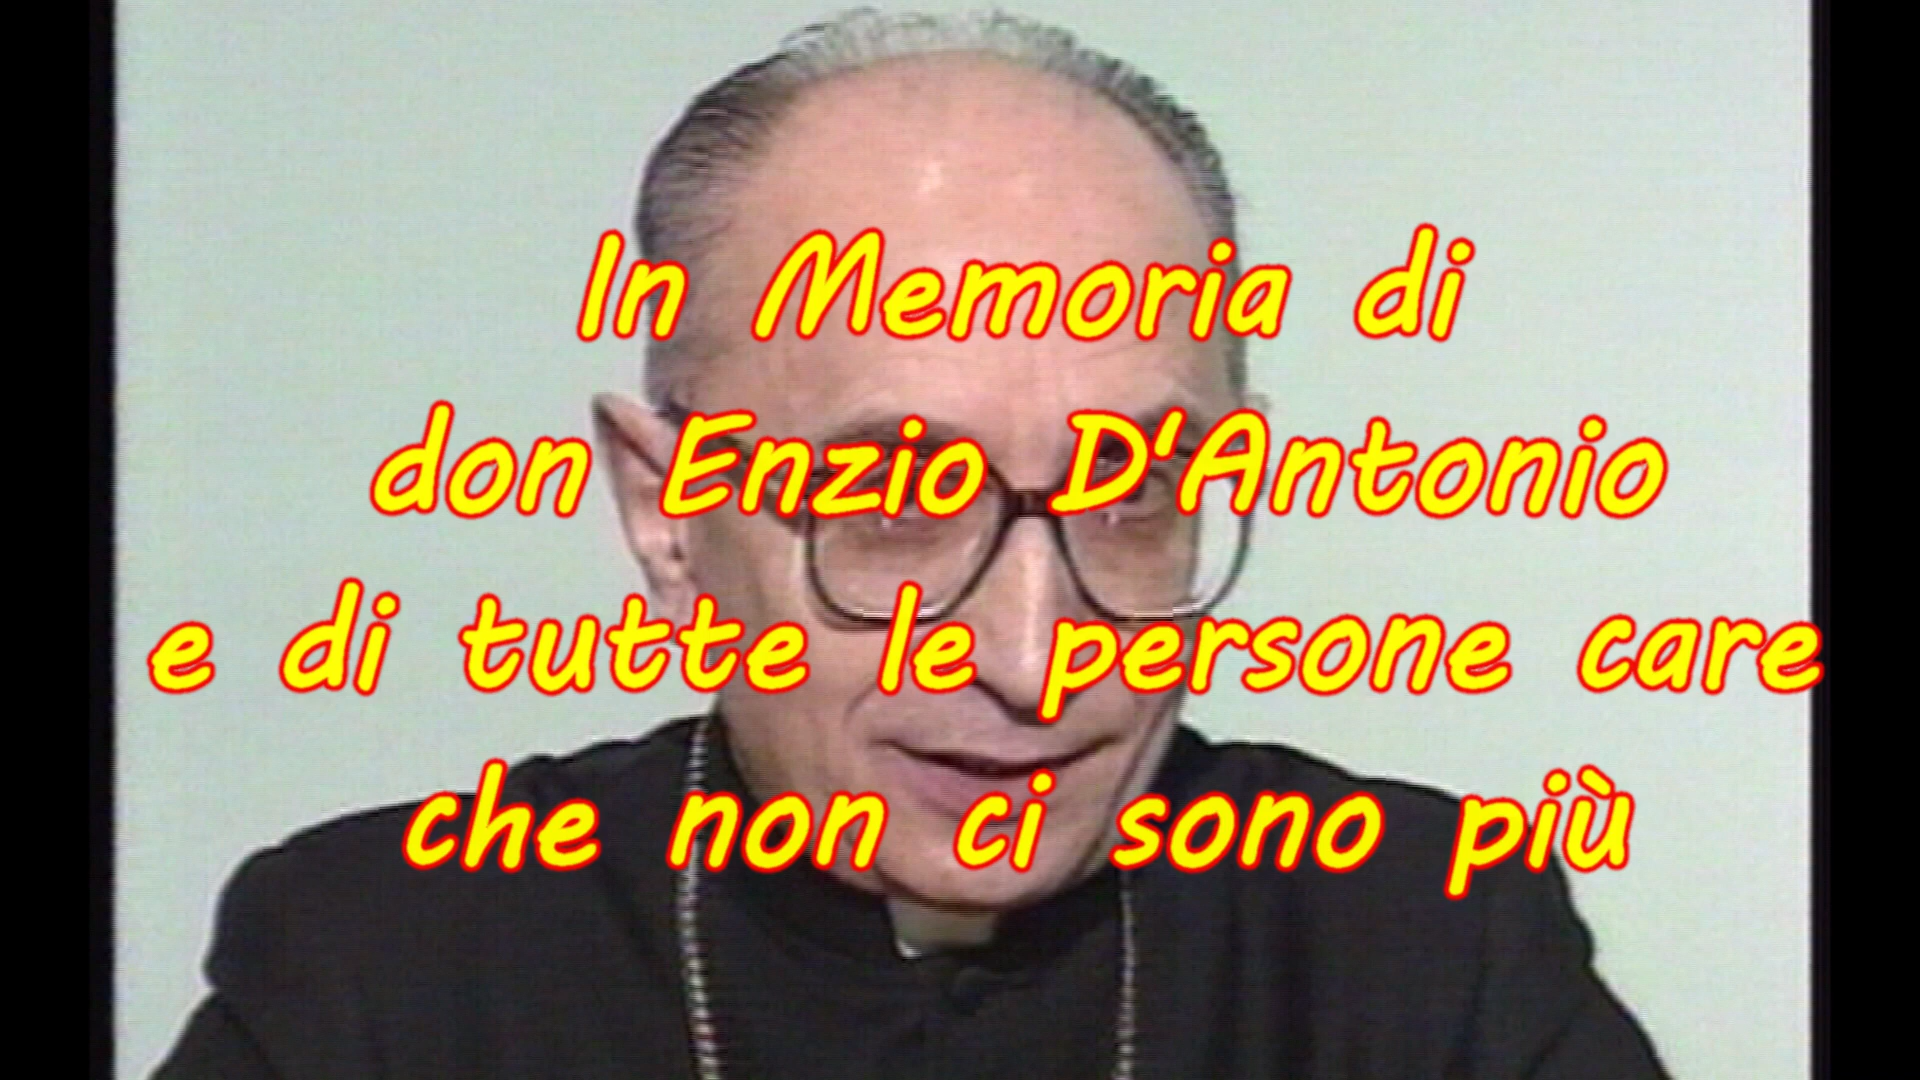 In Memoria di
don Enzio D'Antonio
e di tutte le persone care
che non ci sono più